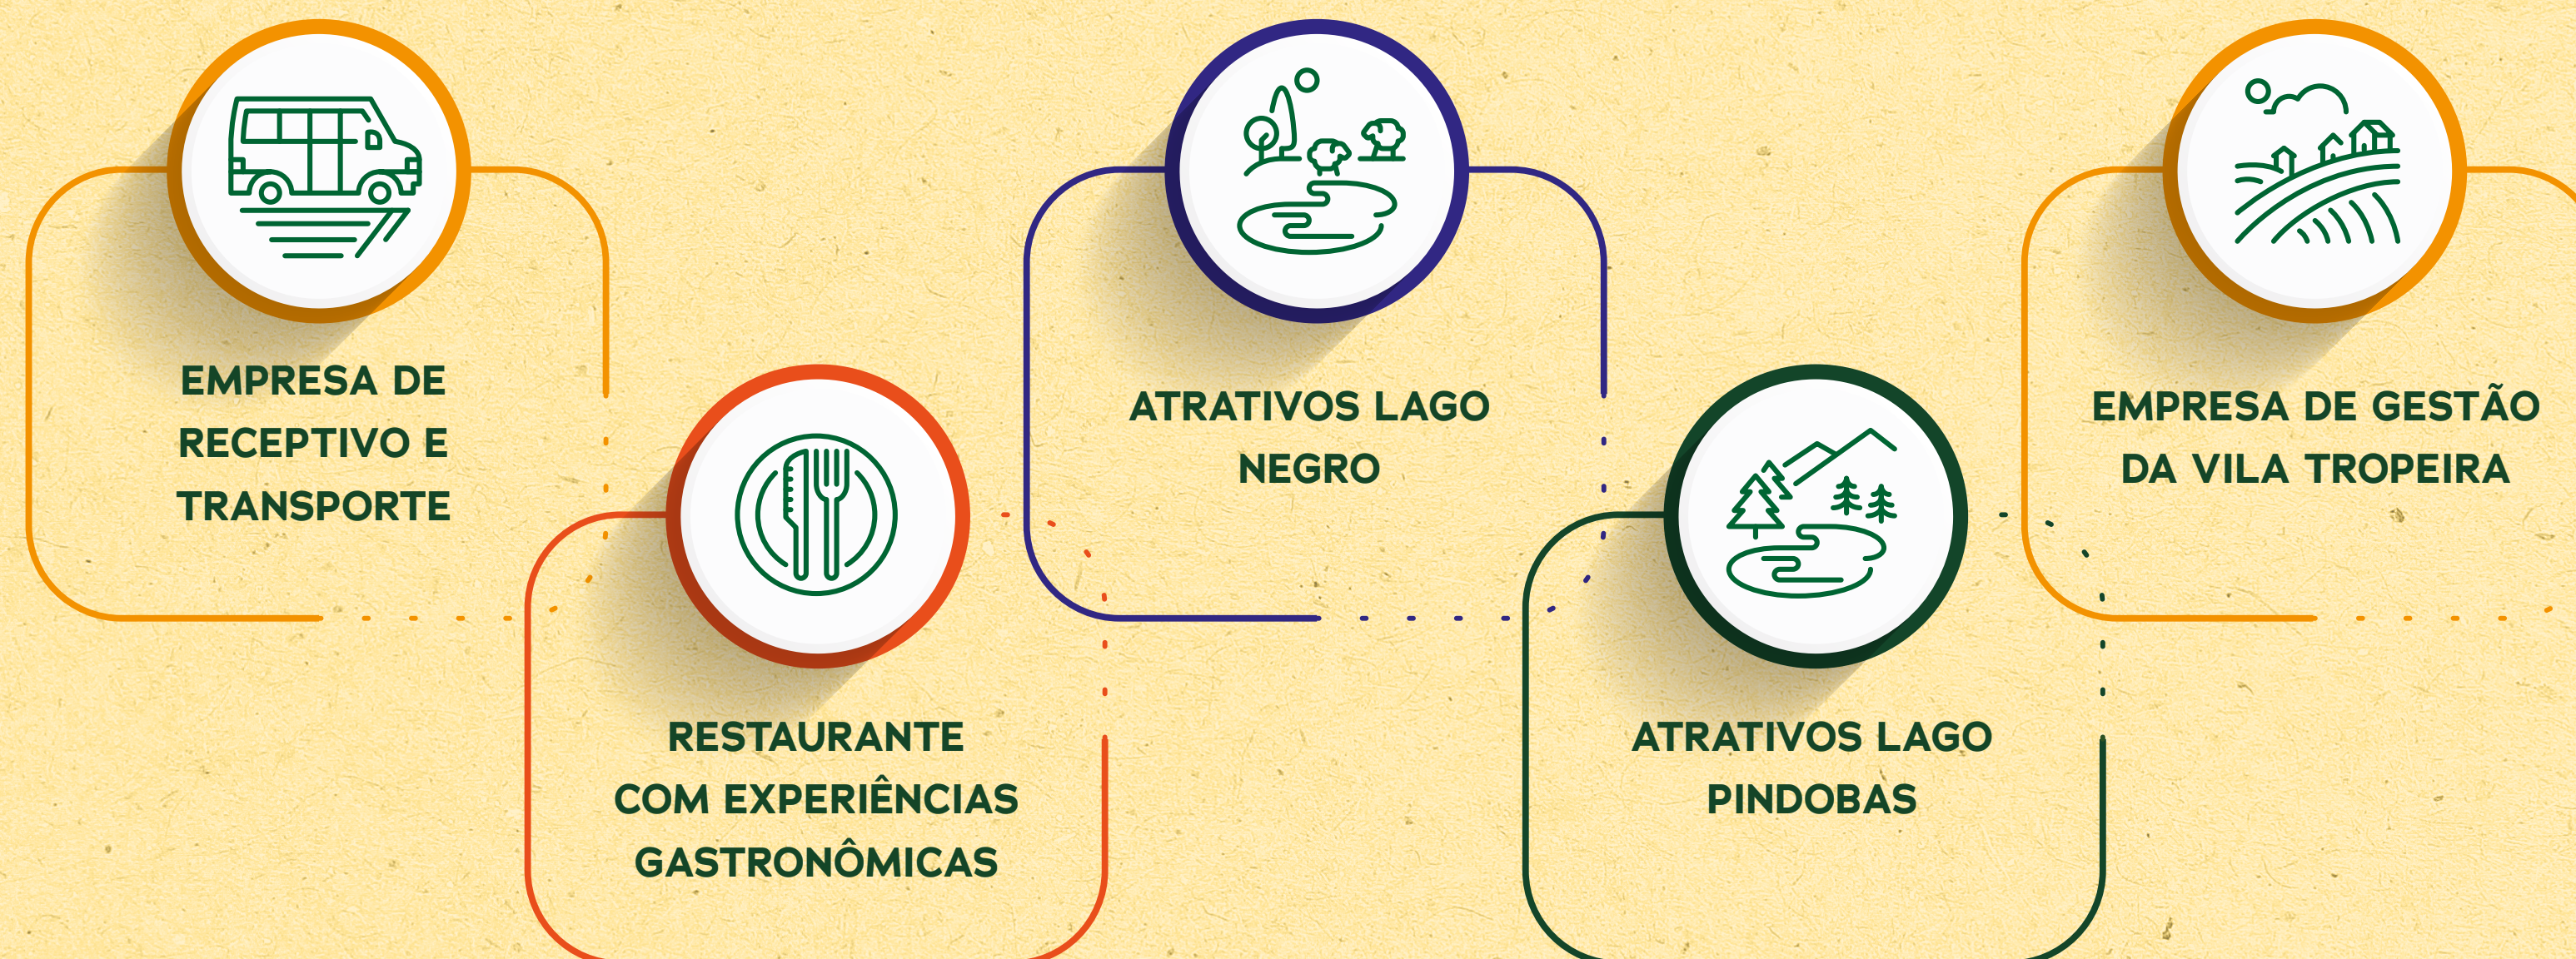 EMPRESA DE
RECEPTIVO E
TRANSPORTE
RESTAURANTE
COM EXPERIÊNCIAS
GASTRONÔMICAS
ATRATIVOS LAGO
NEGRO
ATRATIVOS LAGO
PINDOBAS
EMPRESA DE GESTÃO
DA VILA TROPEIRA